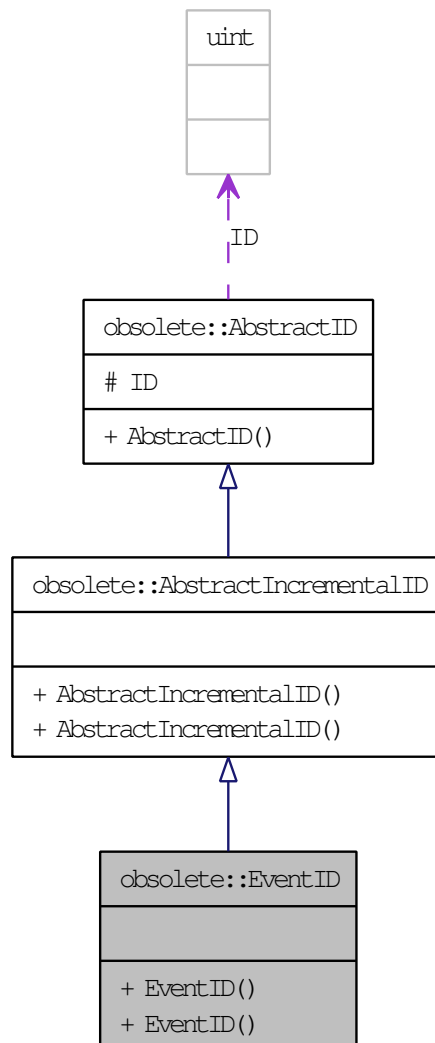 uint
ID
obsolete::AbstractID
# ID
+ AbstractID()
obsolete::AbstractIncrementalID
+ AbstractIncrementalID()
+ AbstractIncrementalID()
obsolete::EventID
+ EventID()
+ EventID()